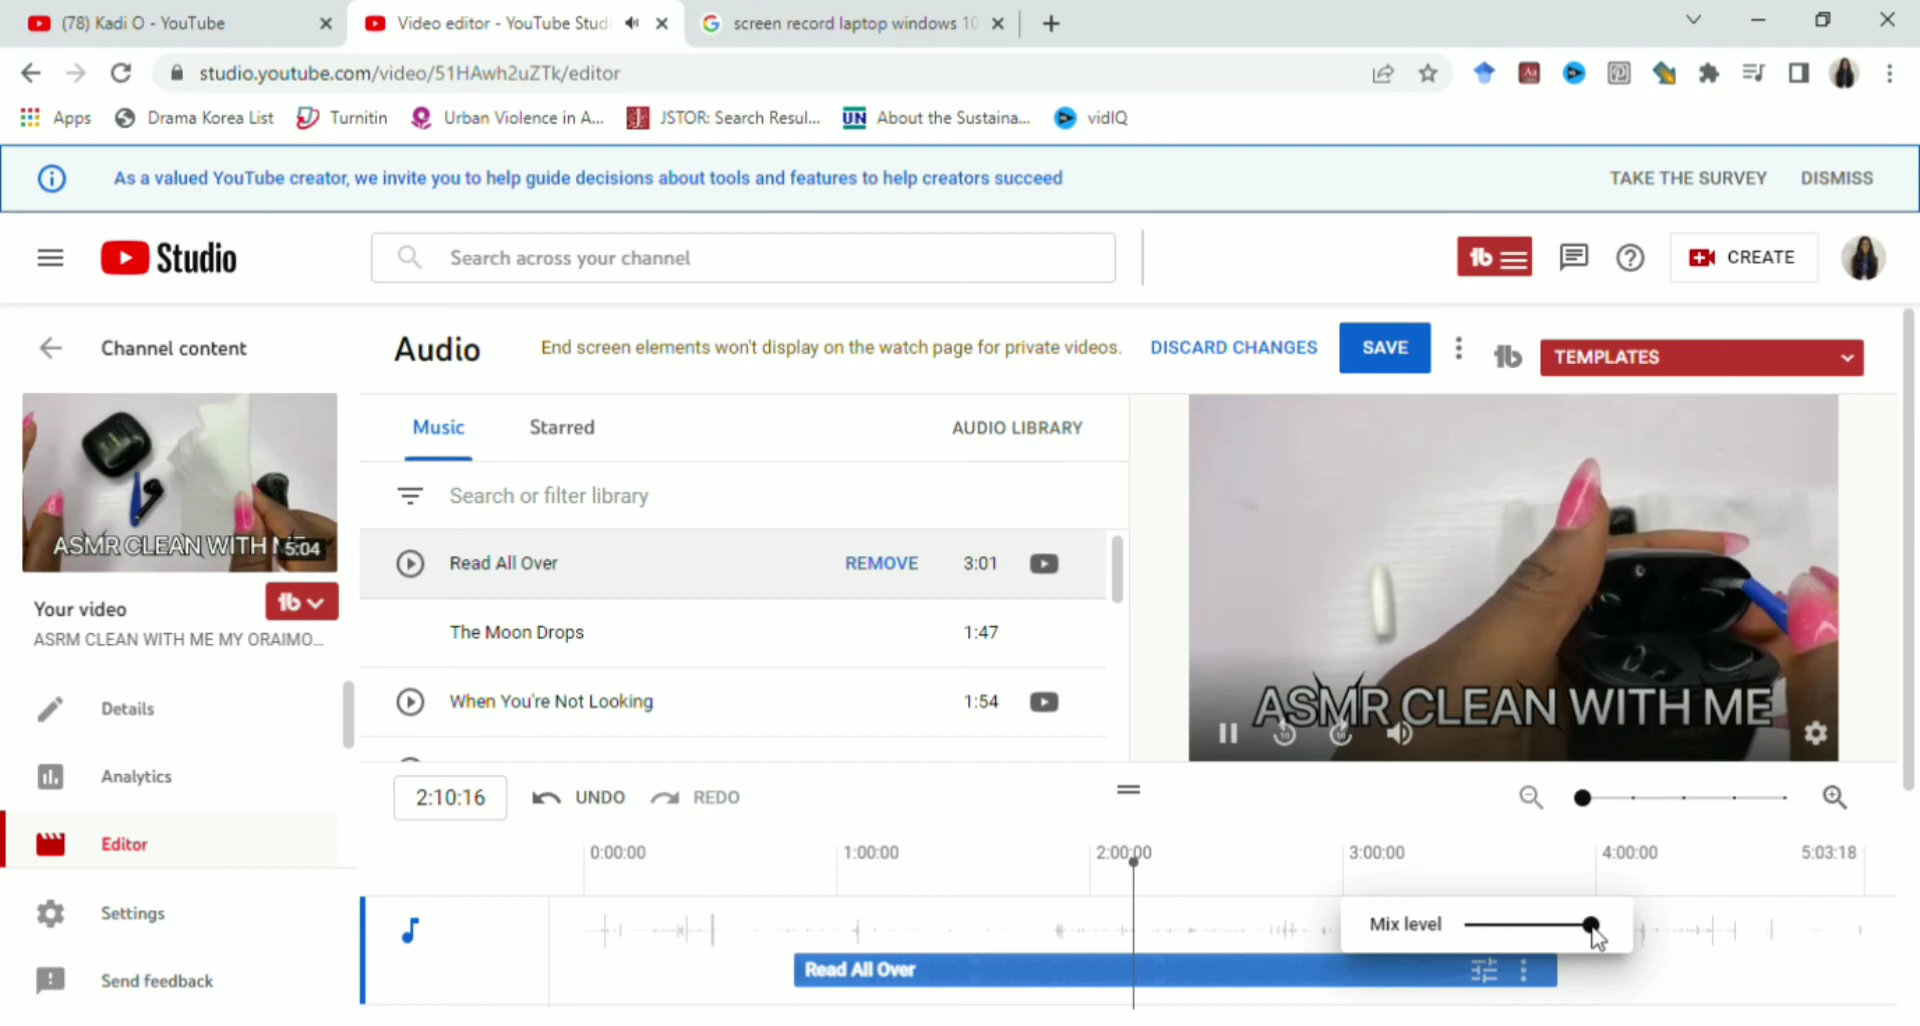 (78) Kadi O - YouTube
Video editor - YouTube Studi
screen record laptop windows 10
studio.youtube.com/video/51HAwh2uZTk/editor
Apps
Drama Korea List
Turnitin
Urban Violence in A...
JSTOR: Search Resul...
UN About the Sustaina...
vidIQ
As a valued YouTube creator, we invite you to help guide decisions about tools and features to help creators succeed
TAKE THE SURVEY
DISMISS
Studio
Search across your channel
CREATE
Channel content
Audio
End screen elements won't display on the watch page for private videos.
DISCARD CHANGES
SAVE
TEMPLATES
Music
Starred
AUDIO LIBRARY
Search or filter library
ASMR CLEAN WITH ME
5:04
Your video
ASRM CLEAN WITH ME MY ORAIMO...
Read All Over
REMOVE
3:01
The Moon Drops
1:47
When You're Not Looking
1:54
ASMR CLEAN WITH ME
Details
Analytics
Editor
Settings
Send feedback
2:10:16
UNDO
REDO
0:00:00
1:00:00
2:00:00
3:00:00
4:00:00
5:03:18
Mix level
Read All Over